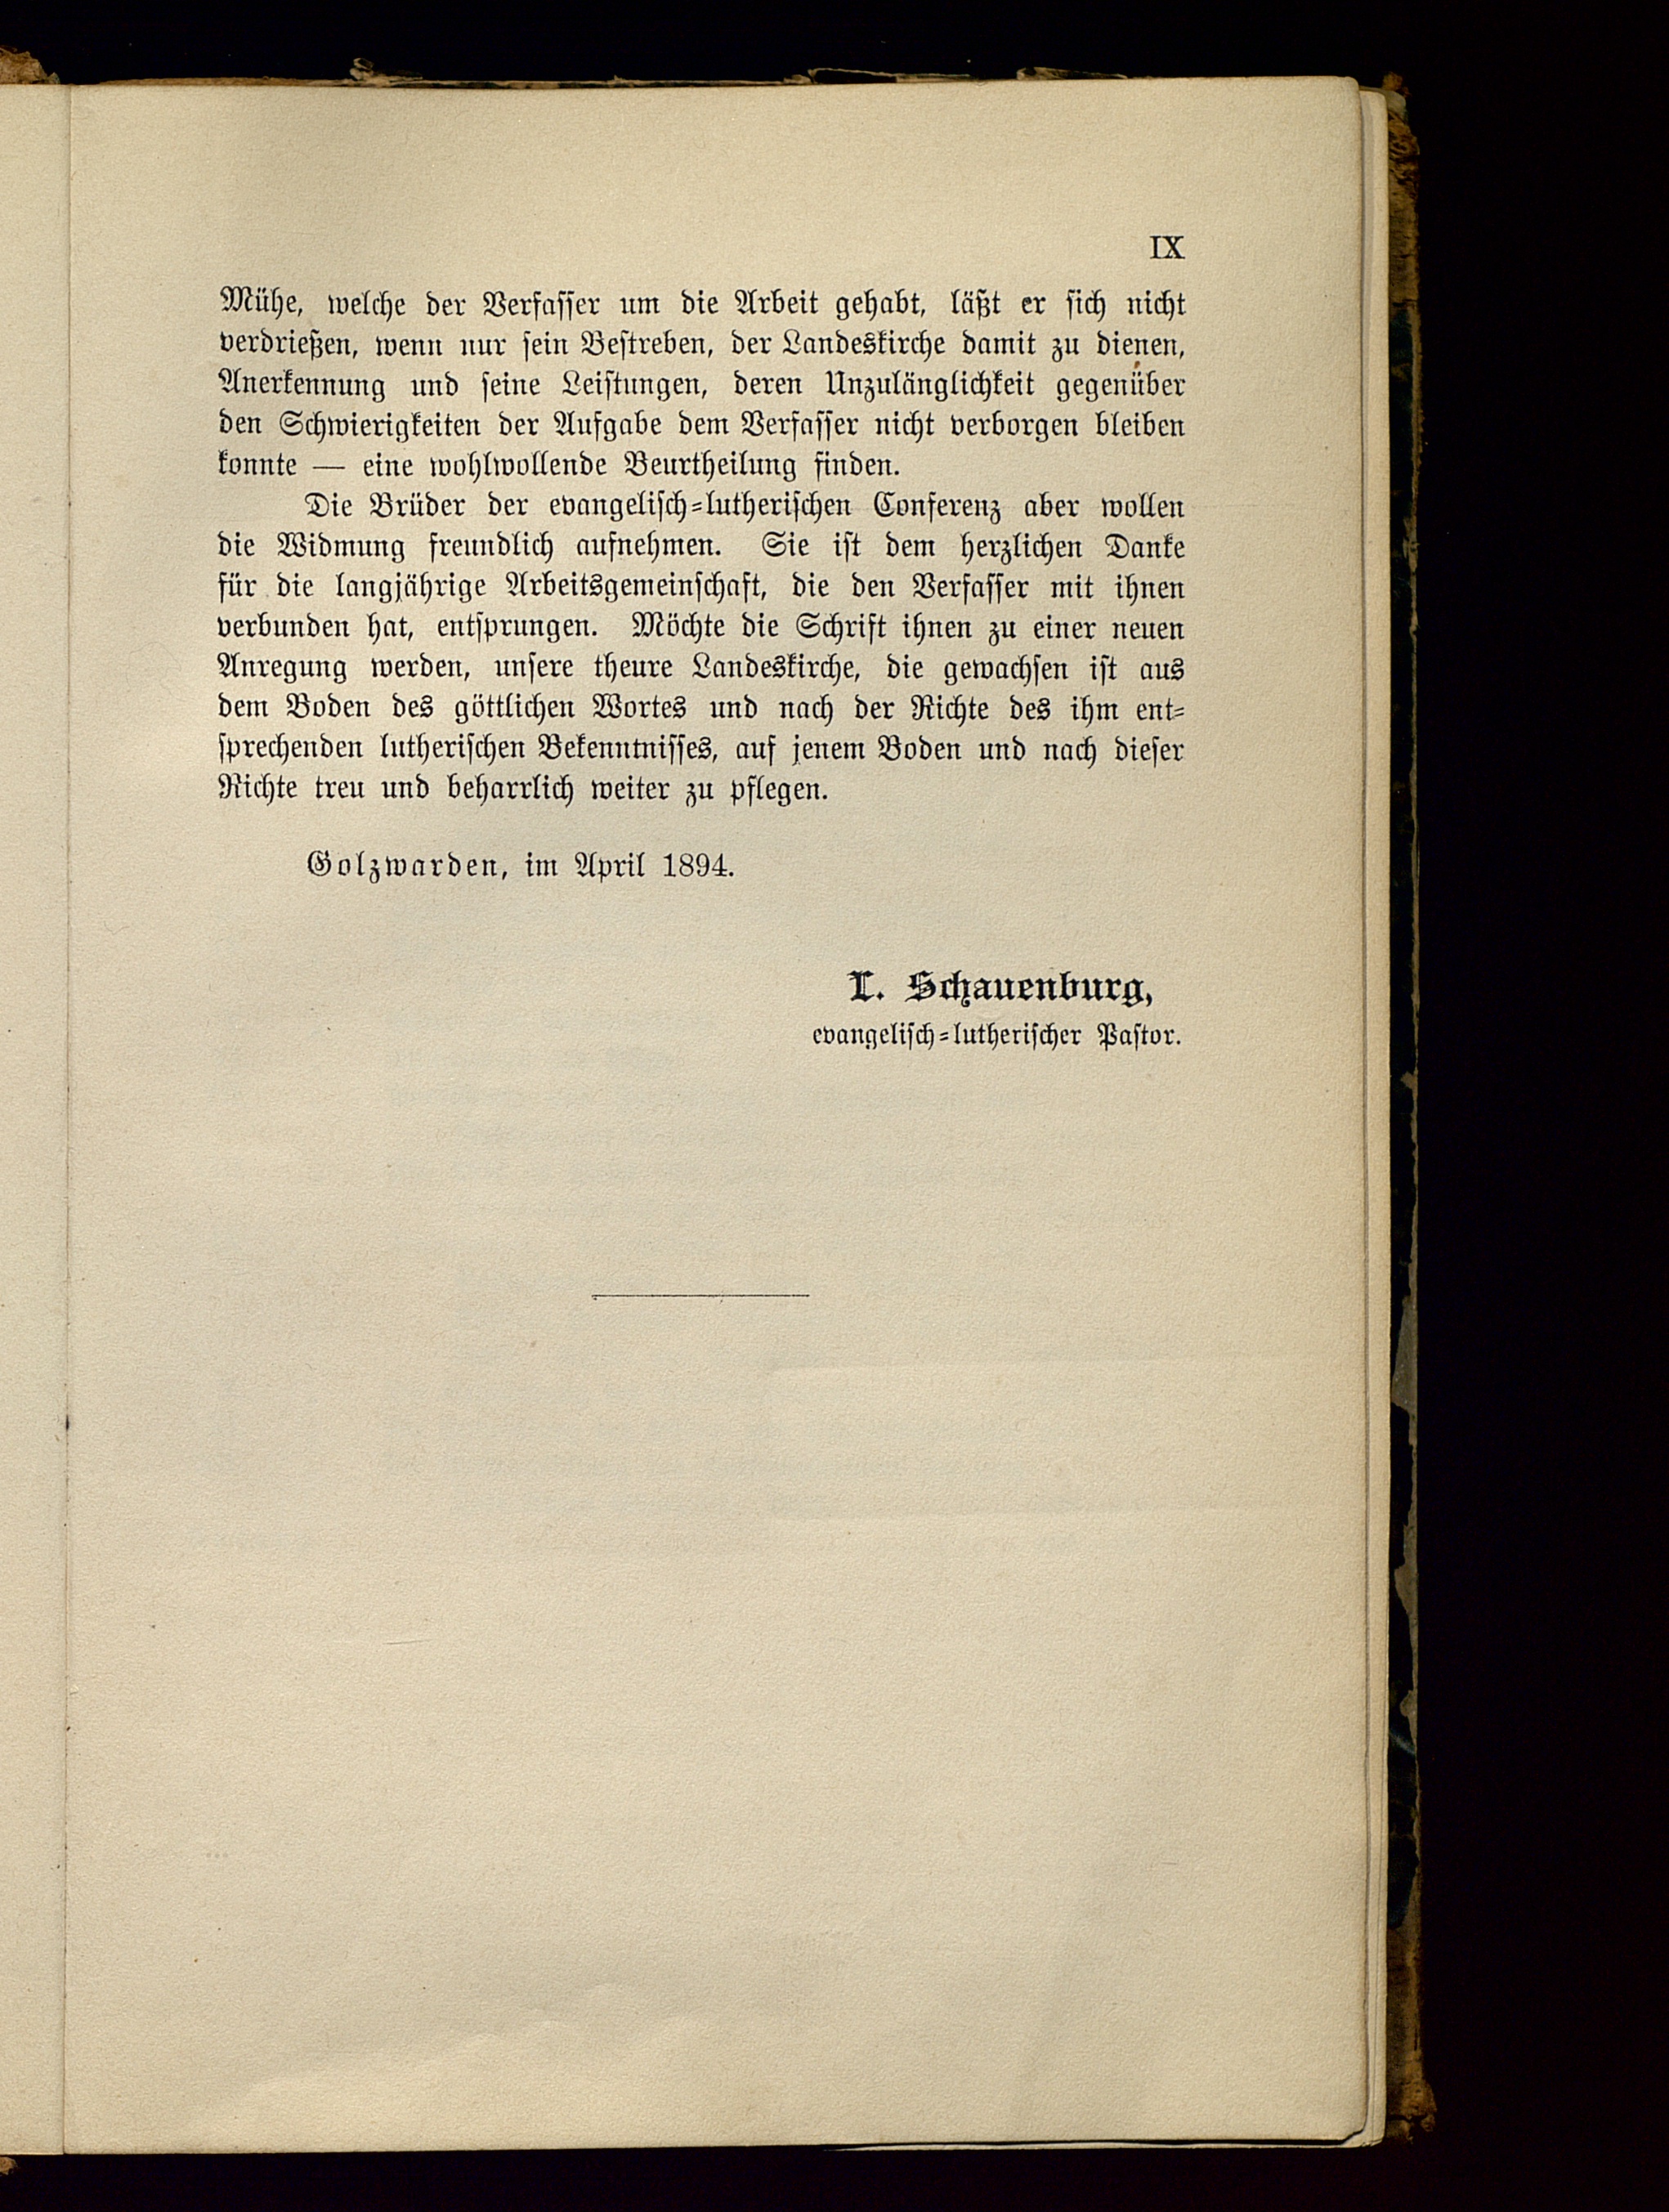 IX
Mühe, welche der Verfasser um die Arbeit gehabt, läßt er sich nicht
verdrießen, wenn nur sein Bestreben, der Landeskirche damit zu dienen,
Anerkennung und seine Leistungen, deren Unzulänglichkeit gegenüber
den Schwierigkeiten der Aufgabe dem Verfasser nicht verborgen bleiben
konnte — eine wohlwollende Beurtheilung finden.
Die Brüder der evangelisch-lutherischen Conferenz aber wollen
die Widmung freundlich aufnehmen. Sie ist dem herzlichen Danke
für die langjährige Arbeitsgemeinschaft, die den Verfasser mit ihnen
verbunden hat, entsprungen. Möchte die Schrift ihnen zu einer neuen
Anregung werden, unsere theure Landeskirche, die gewachsen ist aus
dem Boden des göttlichen Wortes und nach der Richte des ihm ent-
sprechenden lutherischen Bekenntnisses, auf jenem Boden und nach dieser
Richte treu und beharrlich weiter zu pflegen.
Golzwarden, im April 1894.
L. Schauenburg,
evangelisch-lutherischer Pastor.